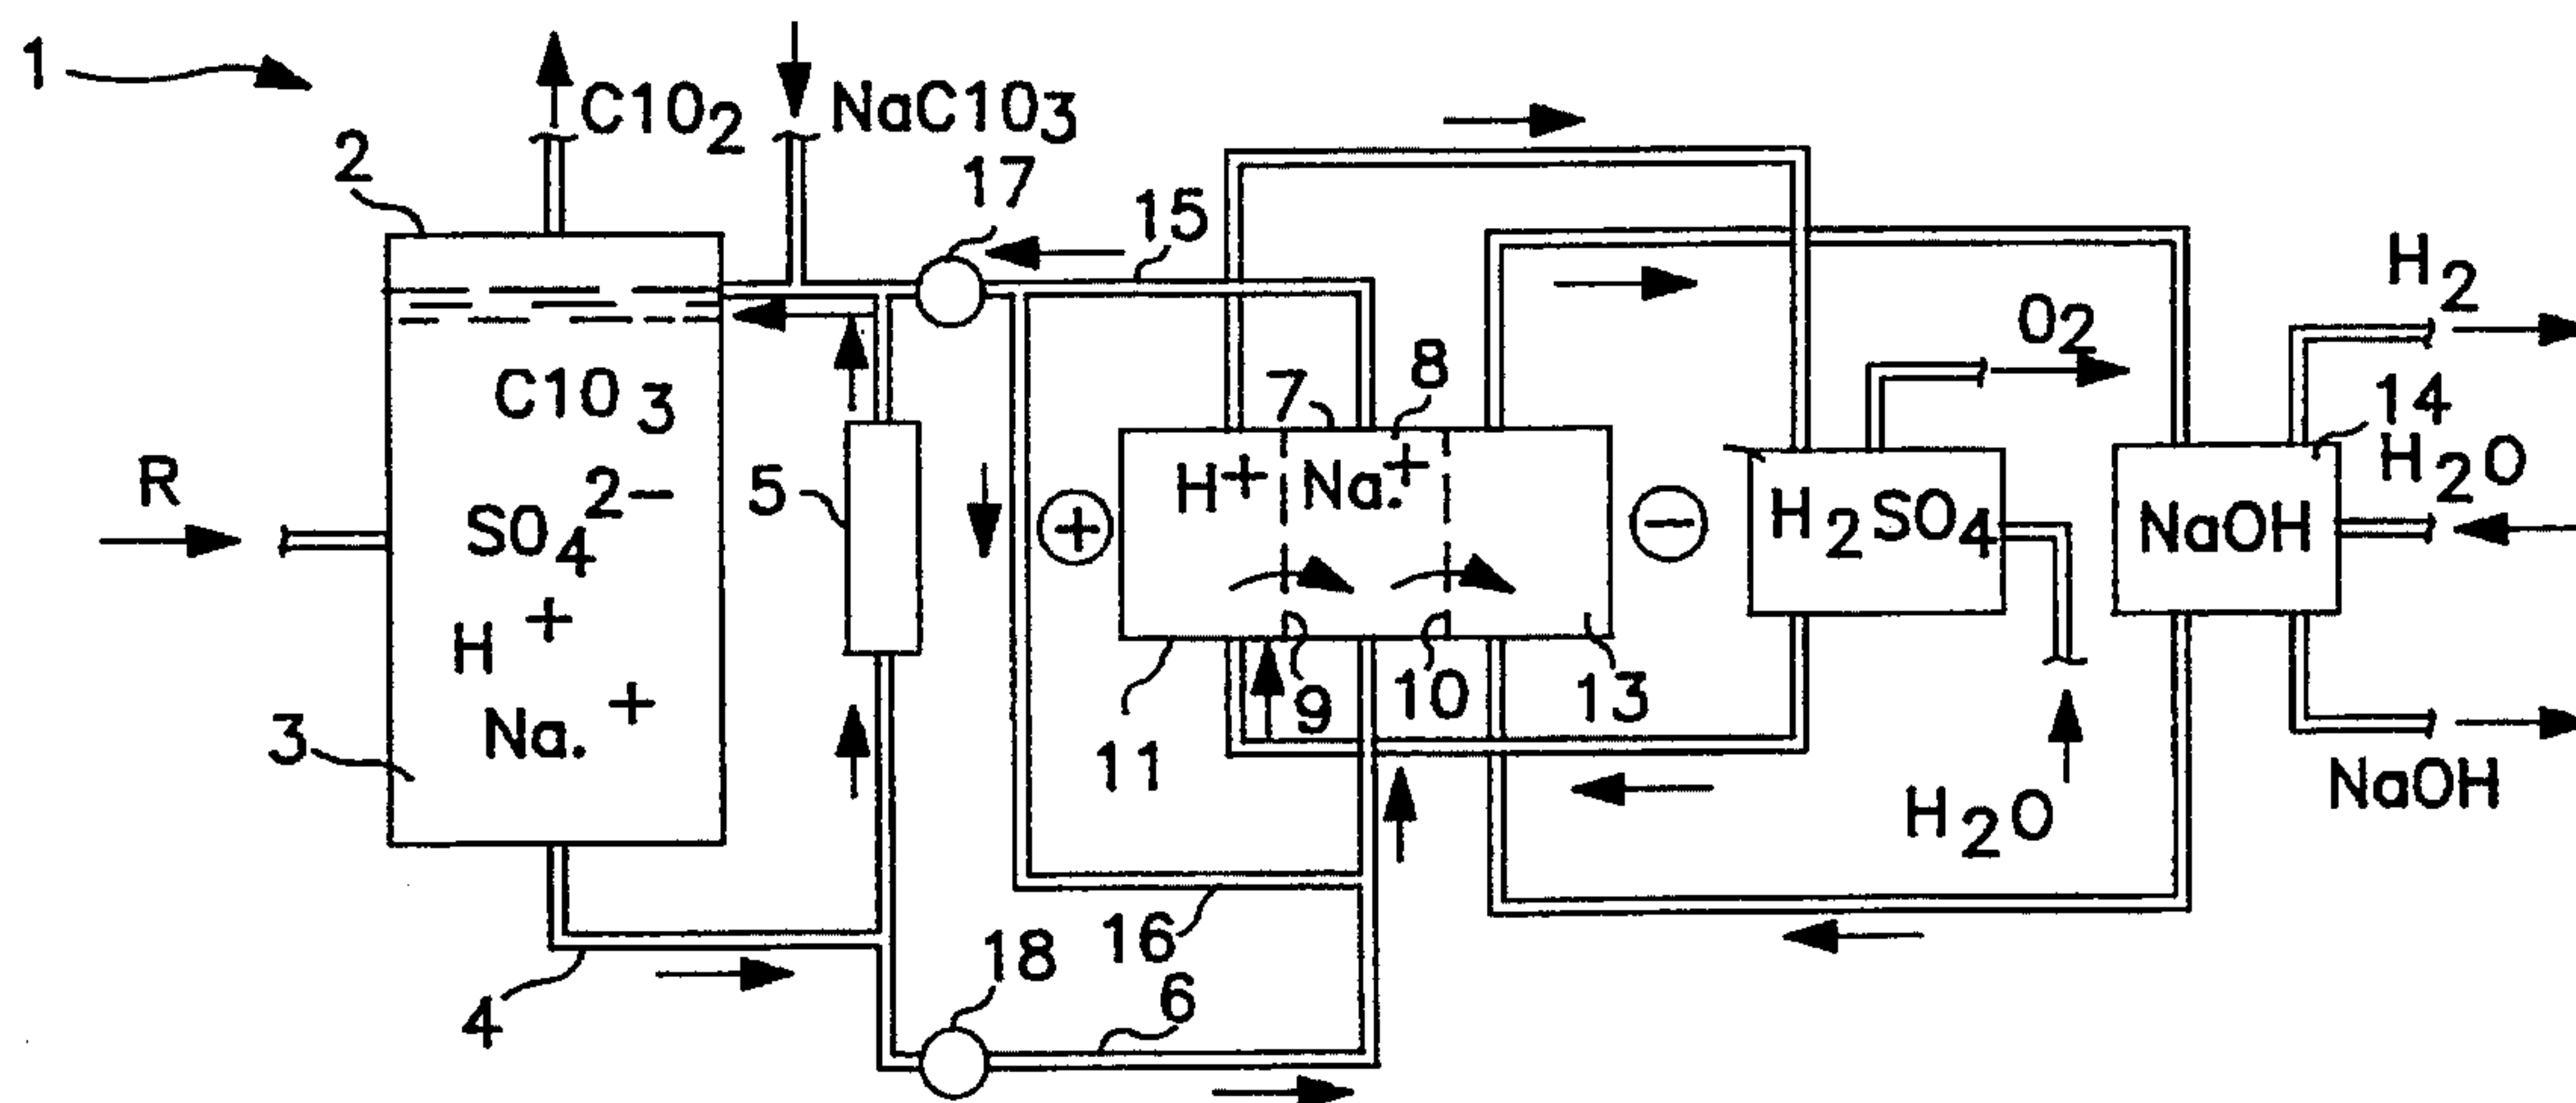 1
ClO2
NaClO3
2
17
15
H2
O2
7
8
14
ClO3
H2O
R
5
H+
Na.+
+
−
H2SO4
NaOH
SO4 2−
H+
9
10
13
Na.+
3
11
H2O
NaOH
16
18
6
4